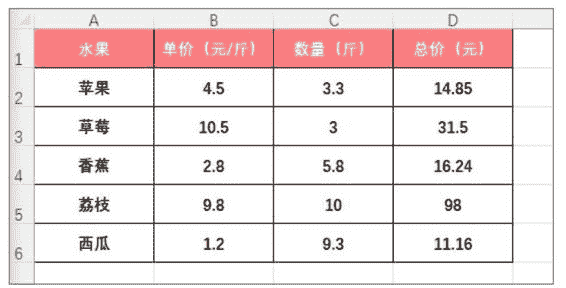 A B C D
1 水果 单价（元/斤） 数量（斤） 总价（元）
2 苹果 4.5 3.3 14.85
3 草莓 10.5 3 31.5
4 香蕉 2.8 5.8 16.24
5 荔枝 9.8 10 98
6 西瓜 1.2 9.3 11.16